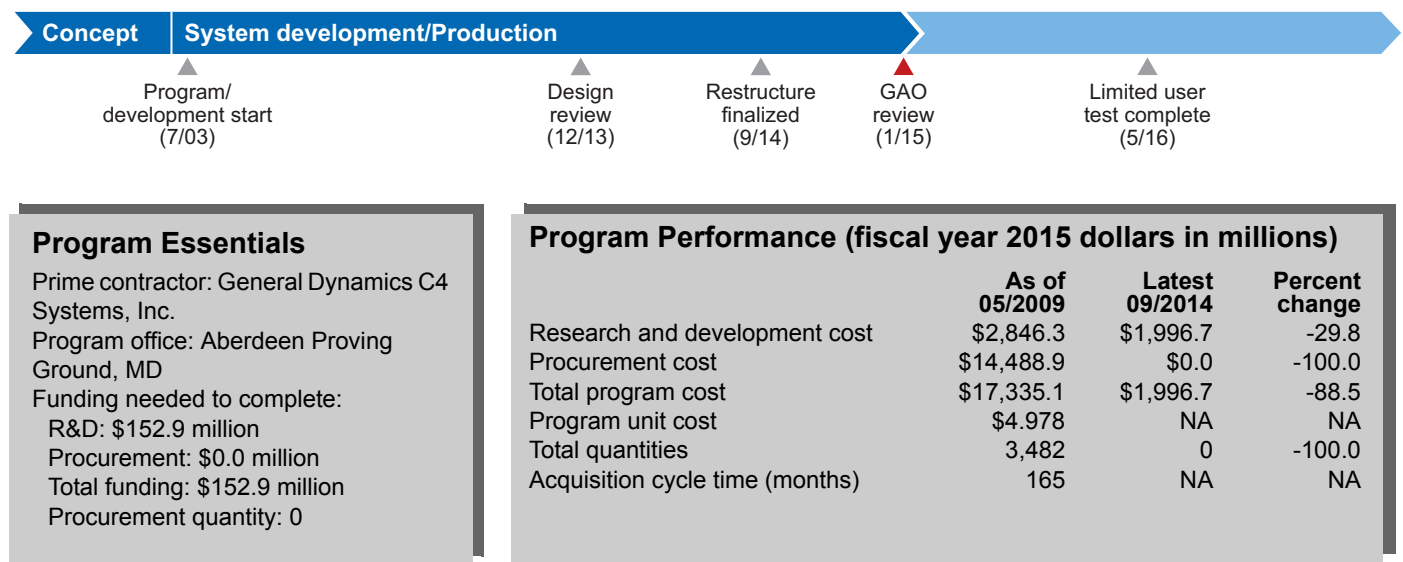 Concept
System development/Production
Program/
development start
(7/03)
Design
review
(12/13)
Restructure
finalized
(9/14)
GAO
review
(1/15)
Limited user
test complete
(5/16)
Program Essentials
Prime contractor: General Dynamics C4
Systems, Inc.
Program office: Aberdeen Proving
Ground, MD
Funding needed to complete:
R&D: $152.9 million
Procurement: $0.0 million
Total funding: $152.9 million
Procurement quantity: 0
Program Performance (fiscal year 2015 dollars in millions)
As of Latest Percent
05/2009 09/2014 change
Research and development cost $2,846.3 $1,996.7 -29.8
Procurement cost $14,488.9 $0.0 -100.0
Total program cost $17,335.1 $1,996.7 -88.5
Program unit cost $4.978 NA NA
Total quantities 3,482 0 -100.0
Acquisition cycle time (months) 165 NA NA